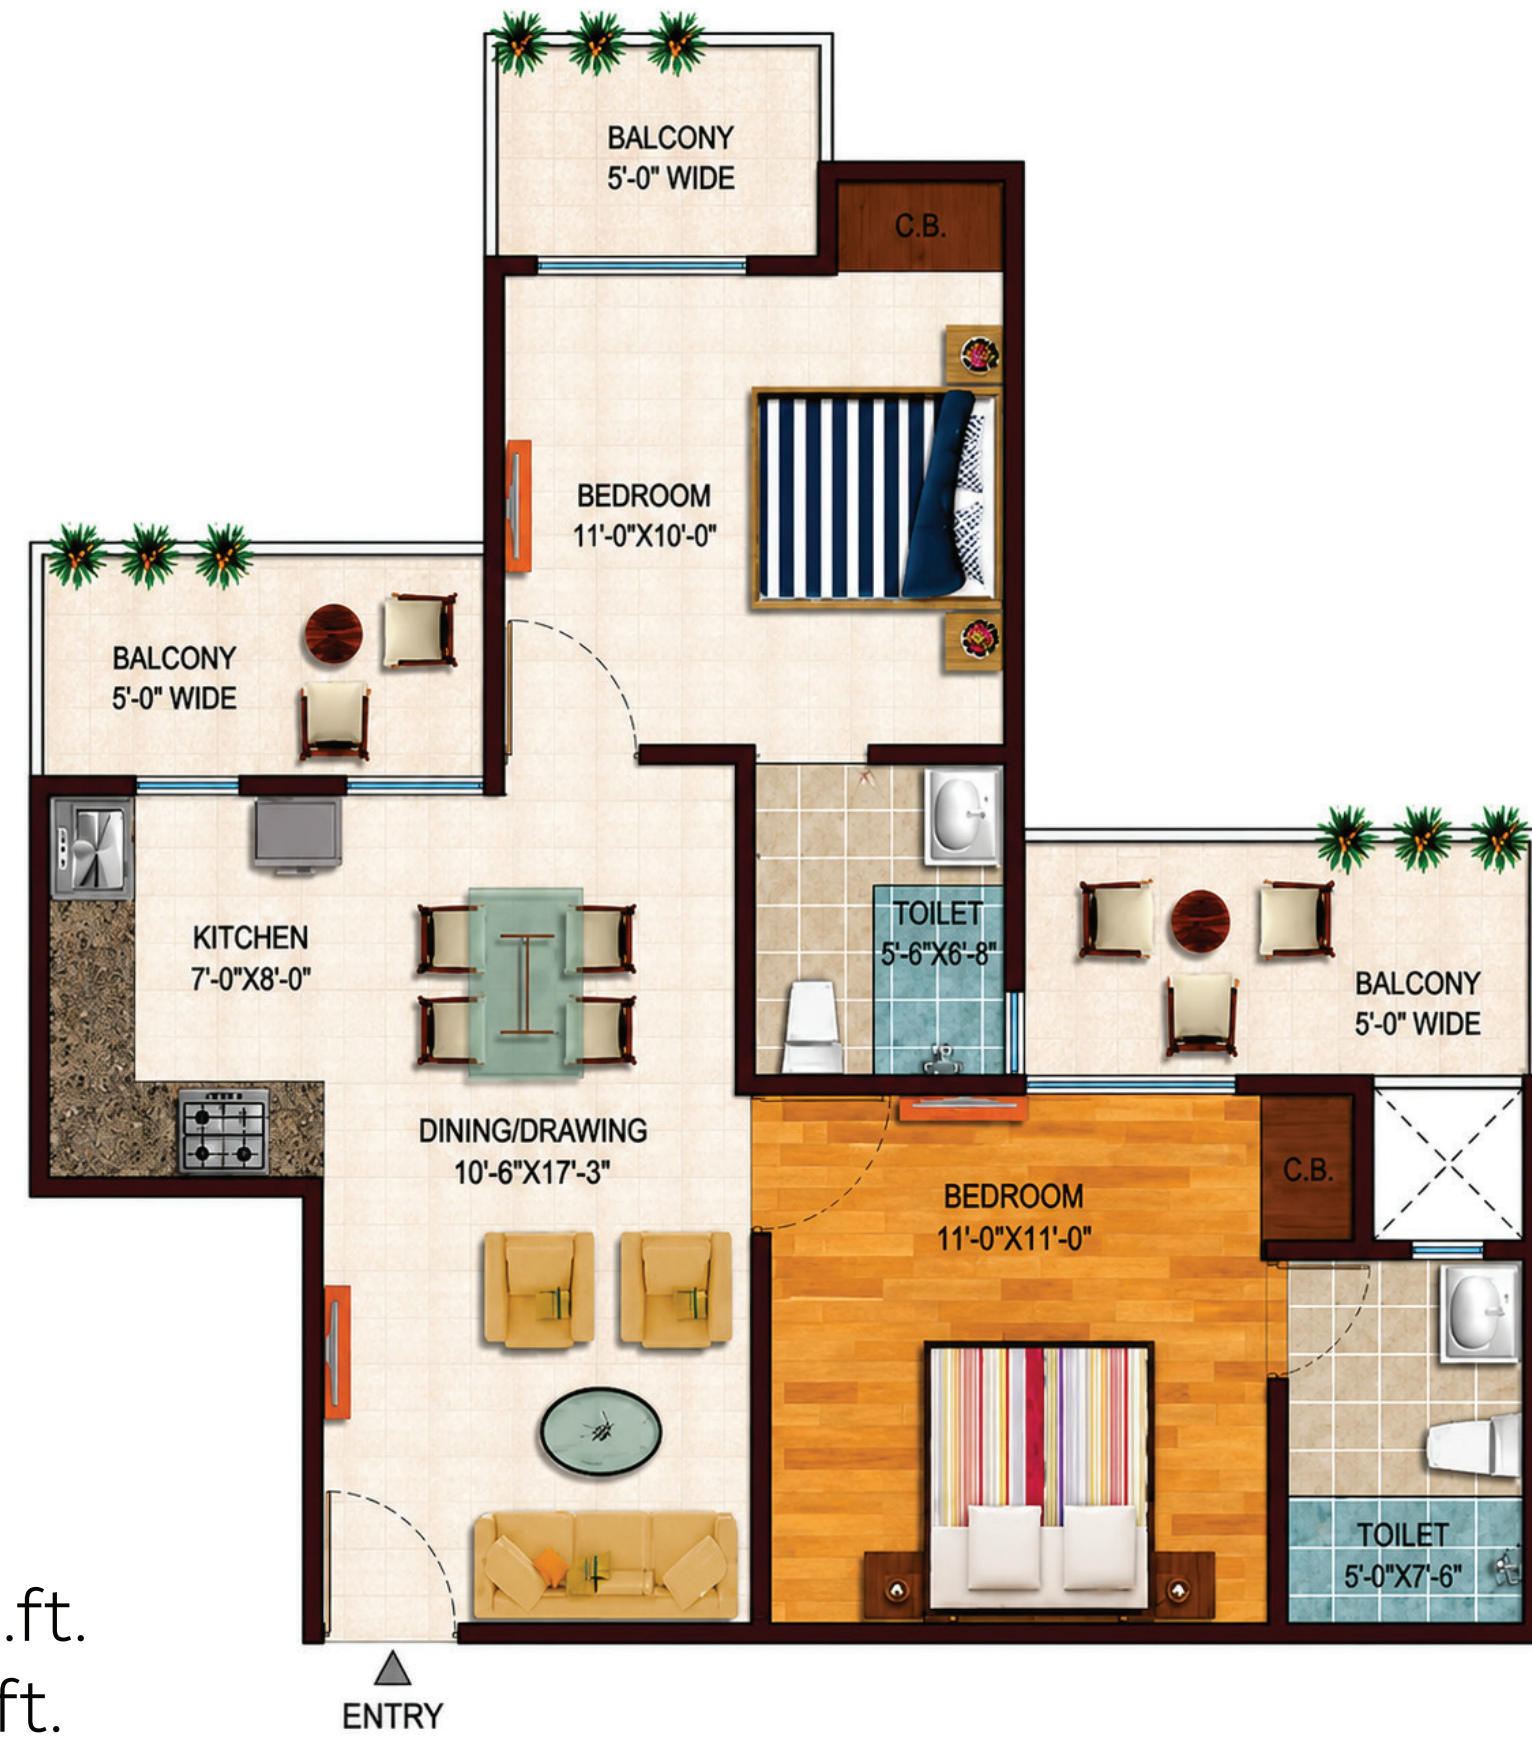 BALCONY
5'-0" WIDE
C.B.
BEDROOM
11'-0"X10'-0"
BALCONY
5'-0" WIDE
TOILET
5'-6"X6'-8"
KITCHEN
7'-0"X8'-0"
BALCONY
5'-0" WIDE
DINING/DRAWING
10'-6"X17'-3"
C.B.
BEDROOM
11'-0"X11'-0"
TOILET
5'-0"X7'-6"
.ft.
ft.
ENTRY